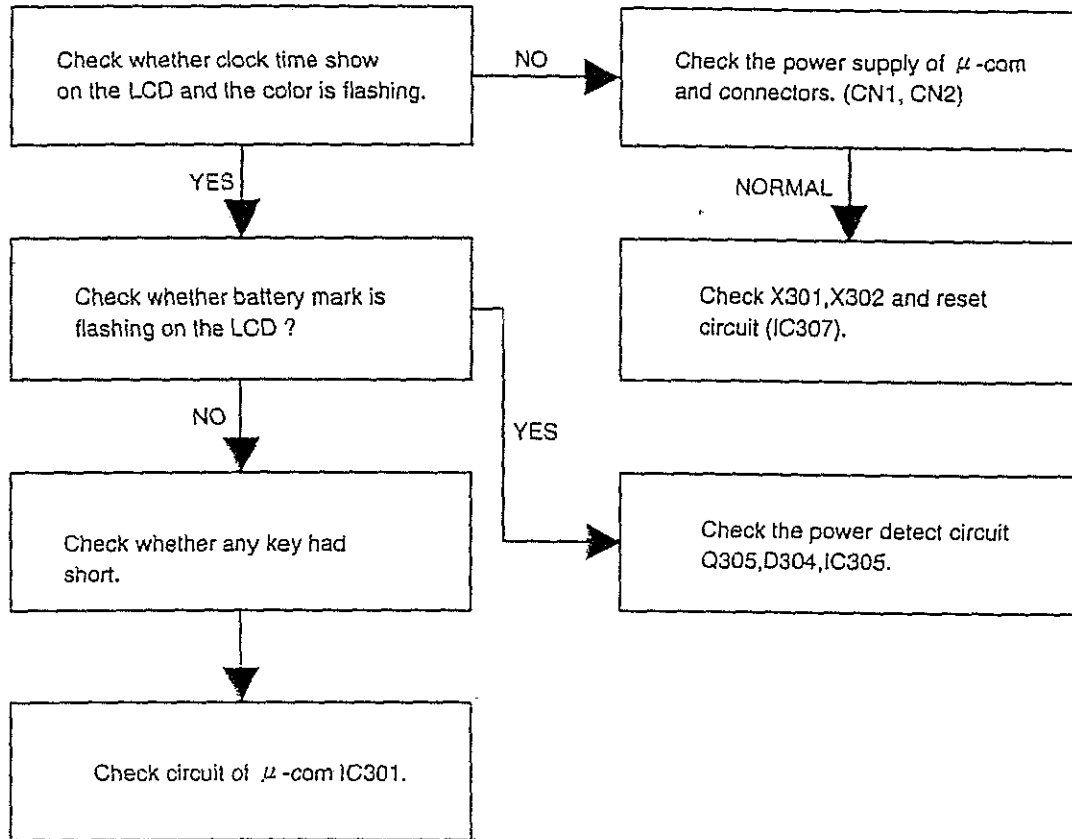 Check whether clock time show
on the LCD and the color is flashing.
NO
Check the power supply of μ-com
and connectors. (CN1, CN2)
YES
NORMAL
Check whether battery mark is
flashing on the LCD ?
Check X301,X302 and reset
circuit (IC307).
NO
YES
Check whether any key had
short.
Check the power detect circuit
Q305,D304,IC305.
Check circuit of μ-com IC301.